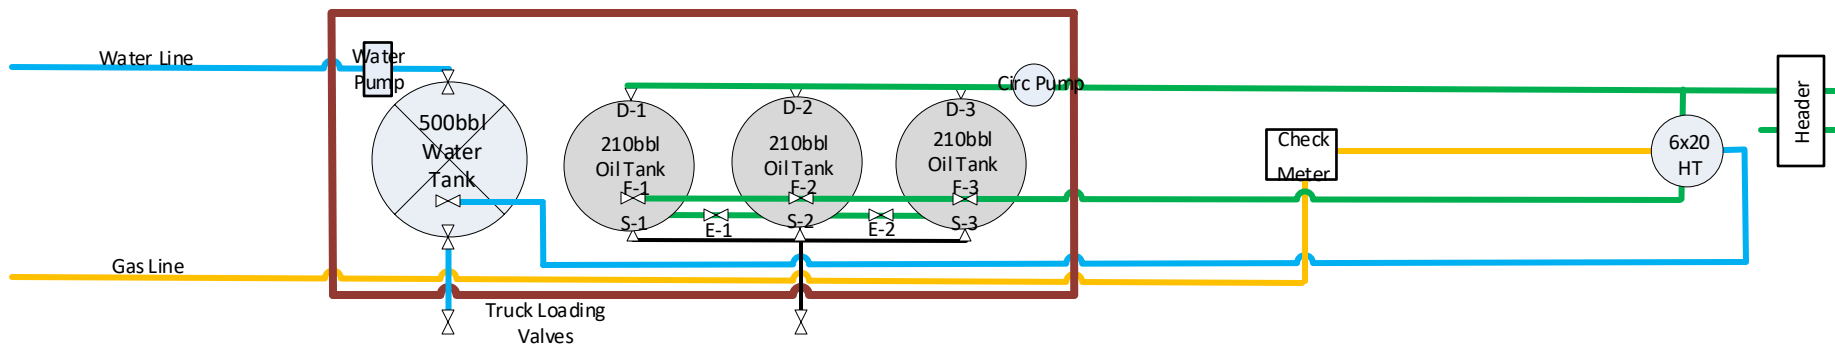 Water Line
Water
Pump
Circ Pump
Header
D-1
D-2
D-3
500bbl
Water
Tank
210bbl
Oil Tank
210bbl
Oil Tank
210bbl
Oil Tank
Check
Meter
6x20
HT
F-1
F-2
F-3
S-1
S-2
S-3
E-1
E-2
Gas Line
Truck Loading
Valves